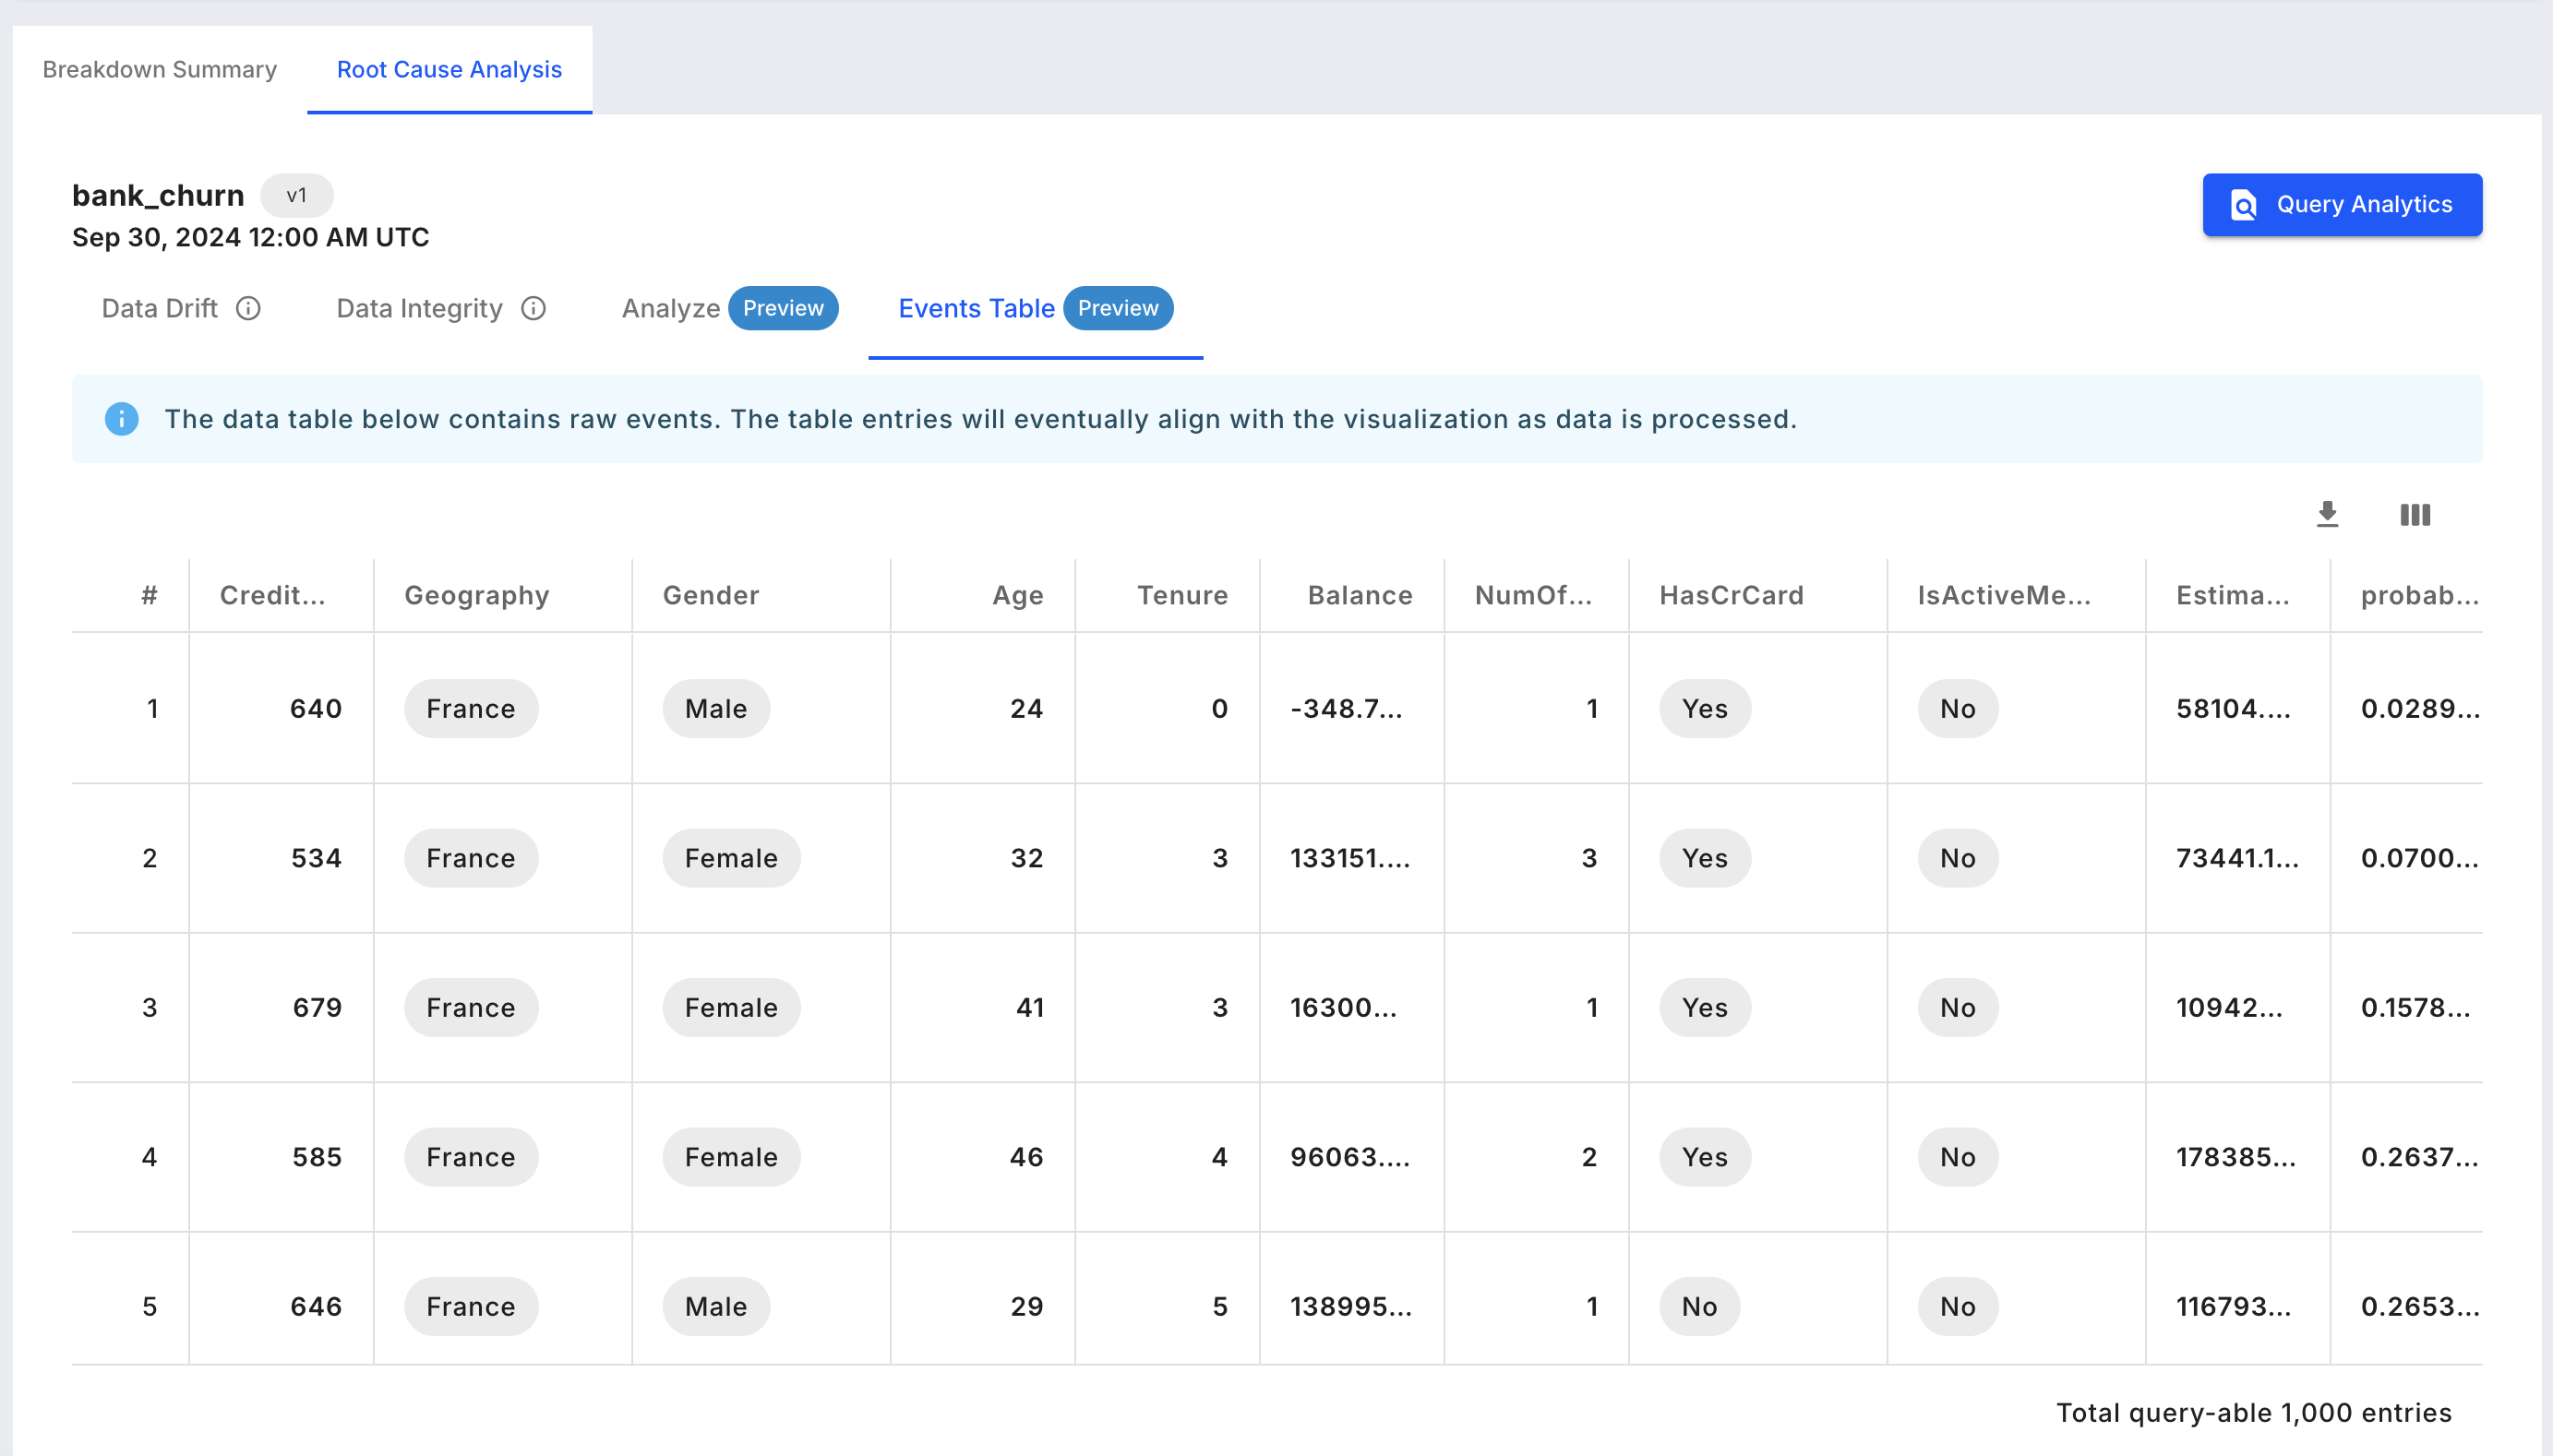 Breakdown Summary Root Cause Analysis
bank_churn v1
Query Analytics
Sep 30, 2024 12:00 AM UTC
Data Drift Data Integrity Analyze Preview Events Table Preview
The data table below contains raw events. The table entries will eventually align with the visualization as data is processed.
# Credit... Geography Gender Age Tenure Balance NumOf... HasCrCard IsActiveMe... Estima... probab...
1 640 France Male 24 0 -348.7... 1 Yes No 58104.... 0.0289...
2 534 France Female 32 3 133151.... 3 Yes No 73441.1... 0.0700...
3 679 France Female 41 3 16300... 1 Yes No 10942... 0.1578...
4 585 France Female 46 4 96063.... 2 Yes No 178385... 0.2637...
5 646 France Male 29 5 138995... 1 No No 116793... 0.2653...
Total query-able 1,000 entries